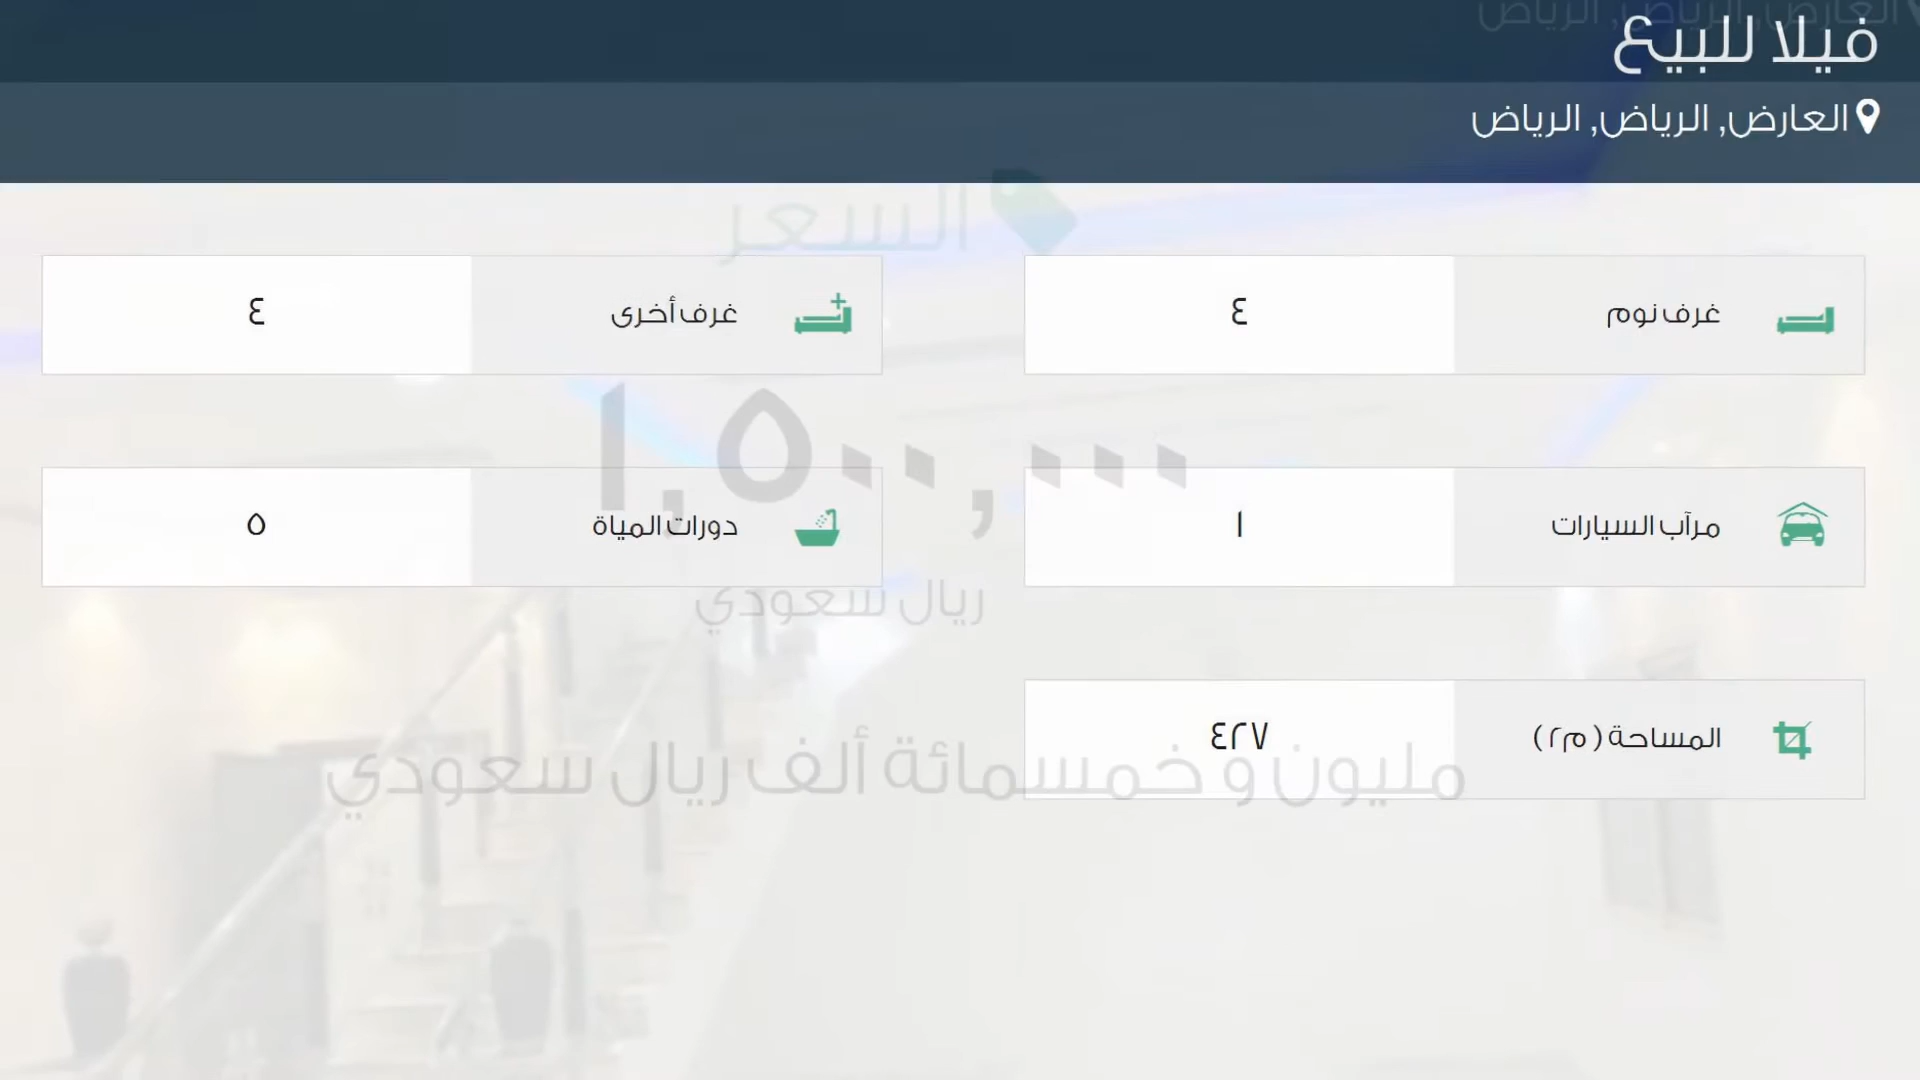 فيلا للبيع
العارض, الرياض, الرياض
السعر
غرف نوم ٤
غرف أخرى ٤
١,٥٠٠,٠٠٠
مرآب السيارات ١
دورات المياة ٥
ريال سعودي
المساحة (م٢) ٤٢٧
مليون و خمسمائة ألف ريال سعودي